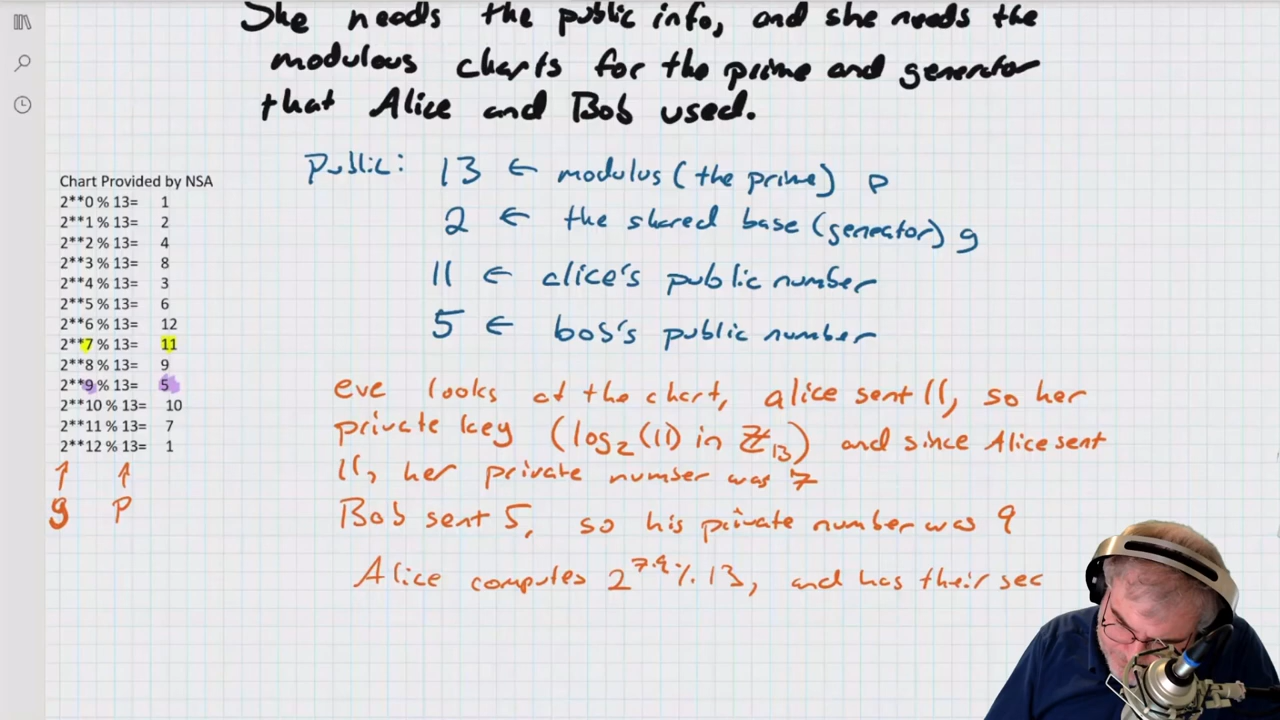 She needs the public info, and she needs the
modulous charts for the prime and generator
that Alice and Bob used.
Public: 13 ← modulus (the prime) p
2 ← the shared base (generator) g
11 ← alice's public number
5 ← bob's public number
Chart Provided by NSA
2**0 % 13= 1
2**1 % 13= 2
2**2 % 13= 4
2**3 % 13= 8
2**4 % 13= 3
2**5 % 13= 6
2**6 % 13= 12
2**7 % 13= 11
2**8 % 13= 9
2**9 % 13= 5
2**10 % 13= 10
2**11 % 13= 7
2**12 % 13= 1
↑ ↑
g p
eve looks at the chart, alice sent 11, so her
private key (log₂(11) in ℤ₁₃) and since Alice sent
11, her private number was 7
Bob sent 5, so his private number was 9
Alice computes 2^7·9 % 13, and has their sec